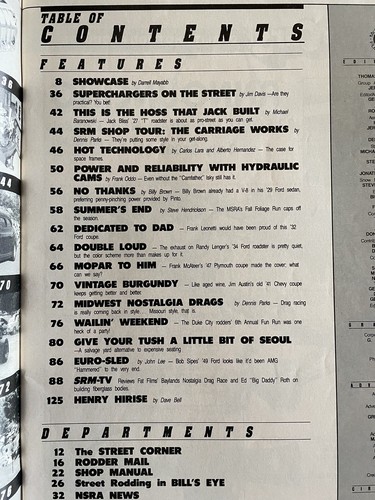 TABLE OF
CONTENTS
FEATURES
8 SHOWCASE by Darrell Mayabb
36 SUPERCHARGERS ON THE STREET by Jim Davis —Are they
practical? You bet!
42 THIS IS THE HOSS THAT JACK BUILT by Michael
Baranowski — Jack Bliss' '27 "T" roadster is about as pro-street as you can get.
44 SRM SHOP TOUR: THE CARRIAGE WORKS by
Dennis Parks — They're putting some style in your get-along.
46 HOT TECHNOLOGY by Carlos Lara and Alberto Hernandez — The case for
space frames.
50 POWER AND RELIABILITY WITH HYDRAULIC
CAMS by Frank Oddo — Even without the "Camfather," Isky still has it.
56 NO THANKS by Billy Brown — Billy Brown already had a V-8 in his '29 Ford sedan,
preferring penny-pinching power provided by Pinto.
58 SUMMER'S END by Steve Hendrickson — The MSRA's Fall Foliage Run caps off
the season.
62 DEDICATED TO DAD — Frank Leonetti would have been proud of this '32
Ford coupe.
64 DOUBLE LOUD — The exhaust on Randy Lenger's '34 Ford roadster is pretty quiet,
but the color scheme more than makes up for it.
66 MOPAR TO HIM — Frank McAleer's '47 Plymouth coupe made the cover; what
can we say?
70 VINTAGE BURGUNDY — Like aged wine, Jim Austin's old '41 Chevy coupe
keeps getting better and better.
72 MIDWEST NOSTALGIA DRAGS by Dennis Parks — Drag racing
is really coming back in style... Missouri style, that is.
76 WAILIN' WEEKEND — The Duke City rodders' 6th Annual Fun Run was one
heck of a party!
80 GIVE YOUR TUSH A LITTLE BIT OF SEOUL
—A salvage yard alternative to expensive seating
86 EURO-SLED by John Lee — Bob Sipes' '49 Ford looks like it'd been AMG
"Hammered" to the very end.
88 SRM-TV Reviews Fat Films' Baylands Nostalgia Drag Race and Ed "Big Daddy" Roth on
building fiberglass bodies.
125 HENRY HIRISE by Dave Bell
DEPARTMENTS
12 The STREET CORNER
16 RODDER MAIL
22 SHOP MANUAL
26 Street Rodding in BILL'S EYE
32 NSRA NEWS
44
70
72